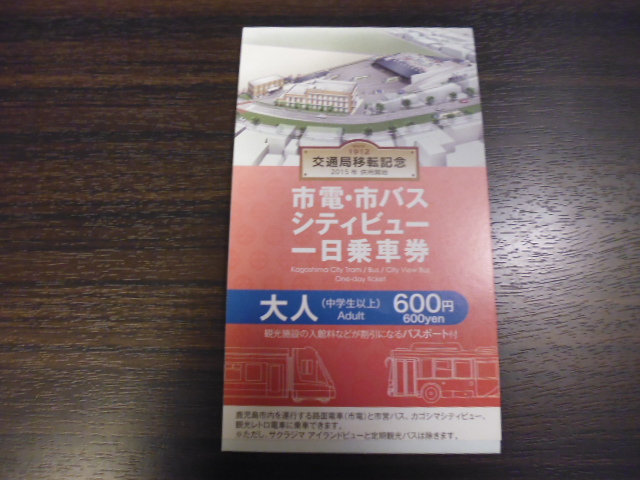 1912
交通局移転記念
2015年 供用開始
市電・市バス
シティビュー
一日乗車券
Kagoshima City Tram / Bus / City View Bus
One-day ticket
大人 (中学生以上) 600円
Adult 600yen
観光施設の入館料などが割引になるパスポート付
鹿児島市内を運行する路面電車(市電)と市営バス、カゴシマシティビュー、
観光レトロ電車に乗車できます。
※ただし、サクラジマ アイランドビューと定期観光バスは除きます。